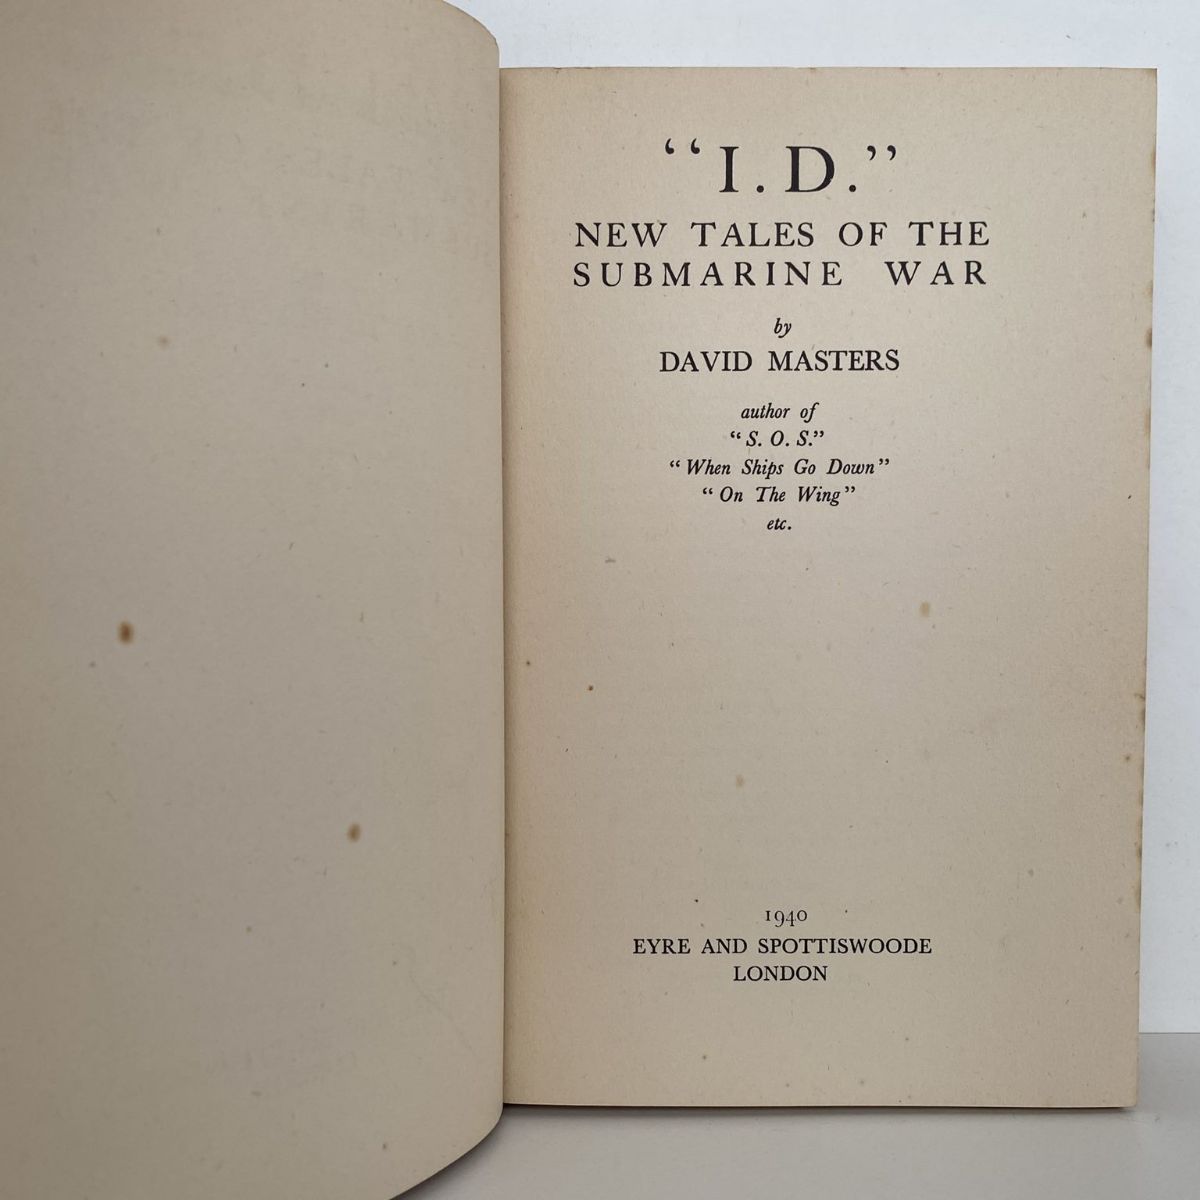 “I.D.”
NEW TALES OF THE
SUBMARINE WAR
by
DAVID MASTERS
author of
“S. O. S.”
“When Ships Go Down”
“On The Wing”
etc.
1940
EYRE AND SPOTTISWOODE
LONDON